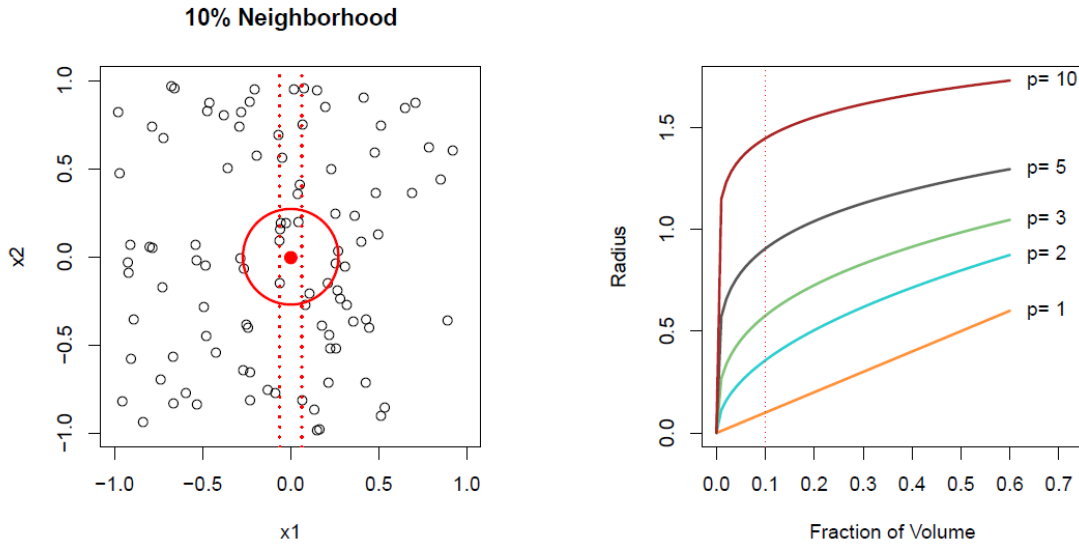 10% Neighborhood
x2
1.0
0.5
0.0
−0.5
−1.0
−1.0 −0.5 0.0 0.5 1.0
x1
Radius
1.5
1.0
0.5
0.0
p= 10
p= 5
p= 3
p= 2
p= 1
0.0 0.1 0.2 0.3 0.4 0.5 0.6 0.7
Fraction of Volume